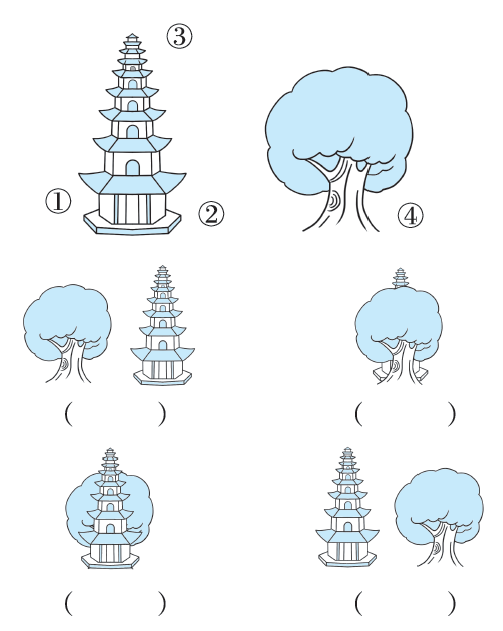 ③
①
②
④
( ) ( )
( ) ( )